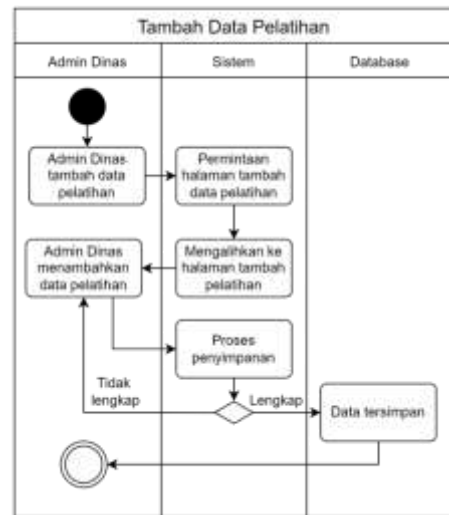 Tambah Data Pelatihan
Admin Dinas
Sistem
Database
Admin Dinas
tambah data
pelatihan
Permintaan
halaman tambah
data pelatihan
Admin Dinas
menambahkan
data pelatihan
Mengalihkan ke
halaman tambah
pelatihan
Proses
penyimpanan
Tidak
lengkap
Lengkap
Data tersimpan